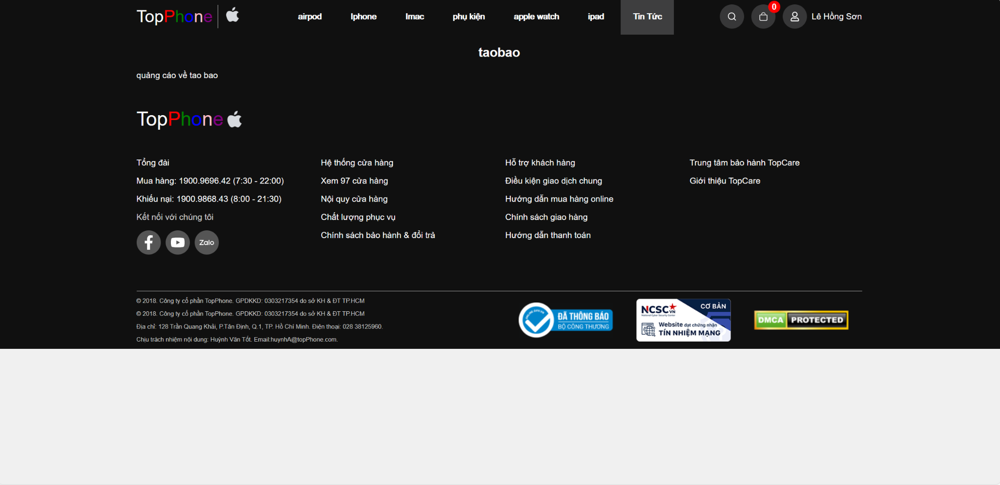 TopPhone
airpod Iphone Imac phụ kiện apple watch ipad Tin Tức
0
Lê Hồng Sơn
taobao
quảng cáo về tao bao
TopPhone
Tổng đài
Mua hàng: 1900.9696.42 (7:30 - 22:00)
Khiếu nại: 1900.9868.43 (8:00 - 21:30)
Kết nối với chúng tôi
Zalo
Hệ thống cửa hàng
Xem 97 cửa hàng
Nội quy cửa hàng
Chất lượng phục vụ
Chính sách bảo hành & đổi trả
Hỗ trợ khách hàng
Điều kiện giao dịch chung
Hướng dẫn mua hàng online
Chính sách giao hàng
Hướng dẫn thanh toán
Trung tâm bảo hành TopCare
Giới thiệu TopCare
© 2018. Công ty cổ phần TopPhone. GPDKKD: 0303217354 do sở KH & ĐT TP.HCM
© 2018. Công ty cổ phần TopPhone. GPDKKD: 0303217354 do sở KH & ĐT TP.HCM
Địa chỉ: 128 Trần Quang Khải, P.Tân Định, Q.1, TP. Hồ Chí Minh. Điện thoại: 028 38125960.
Chịu trách nhiệm nội dung: Huỳnh Văn Tốt. Email:huynhA@topPhone.com.
ONLINE.GOV.VN
ĐÃ THÔNG BÁO
BỘ CÔNG THƯƠNG
NCSC VN
National Cyber Security Center
CƠ BẢN
Website đạt chứng nhận
TÍN NHIỆM MẠNG
DMCA PROTECTED